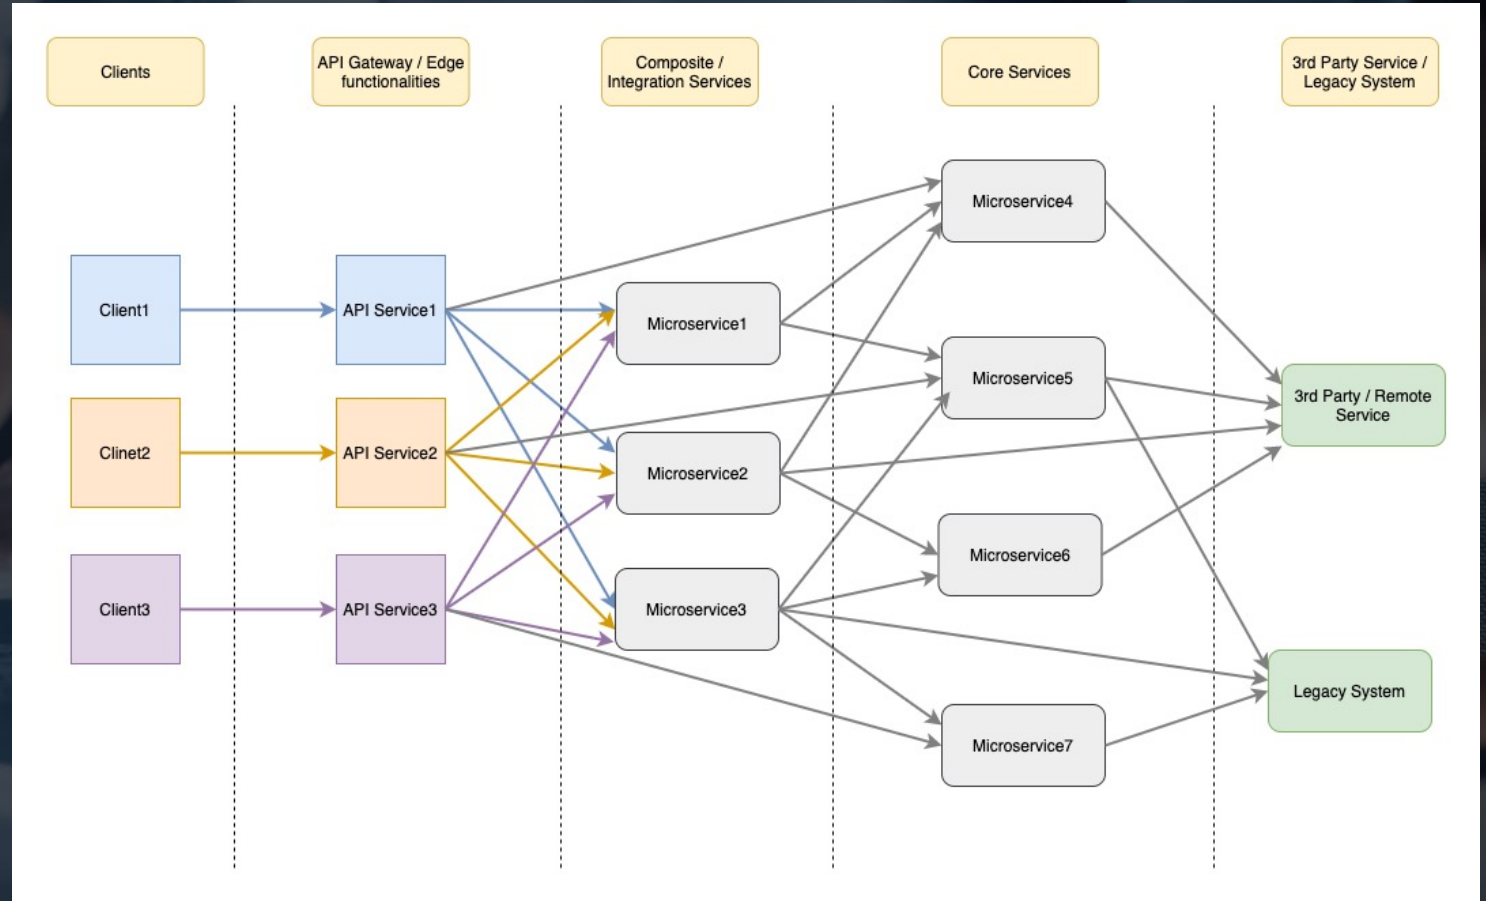 Clients
API Gateway / Edge
functionalities
Composite /
Integration Services
Core Services
3rd Party Service /
Legacy System
Client1
API Service1
Clinet2
API Service2
Client3
API Service3
Microservice1
Microservice2
Microservice3
Microservice4
Microservice5
Microservice6
Microservice7
3rd Party / Remote
Service
Legacy System